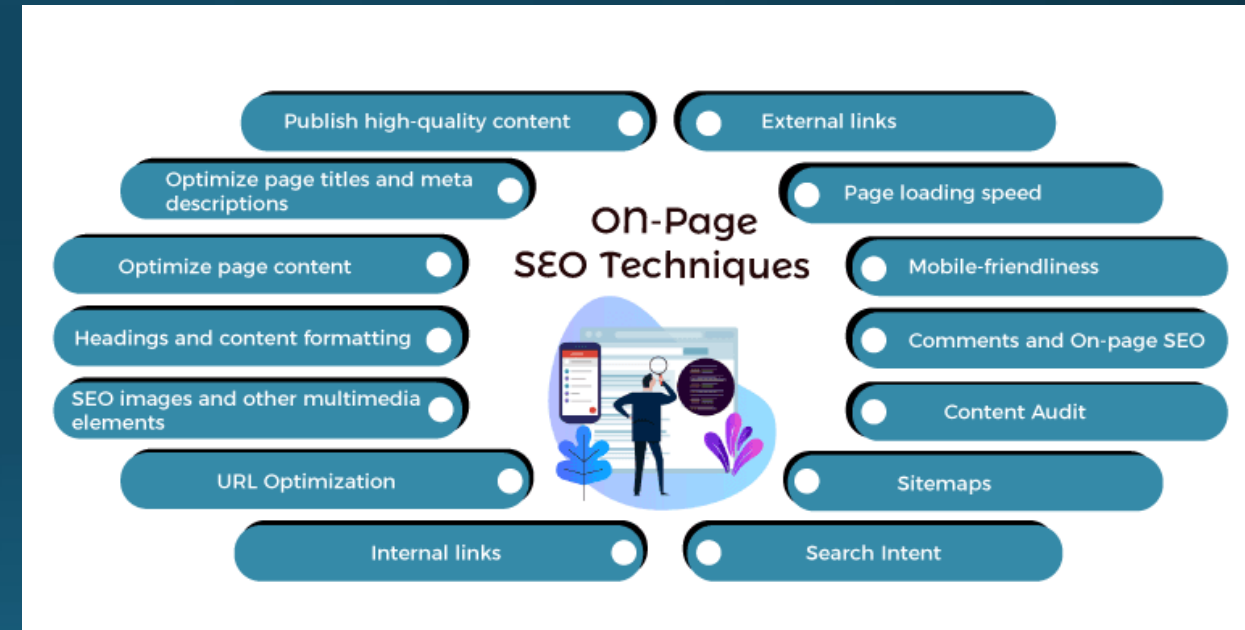 Publish high-quality content
External links
Optimize page titles and meta
descriptions
Page loading speed
ON-Page
SEO Techniques
Optimize page content
Mobile-friendliness
Headings and content formatting
Comments and On-page SEO
SEO images and other multimedia
elements
Content Audit
URL Optimization
Sitemaps
Internal links
Search Intent